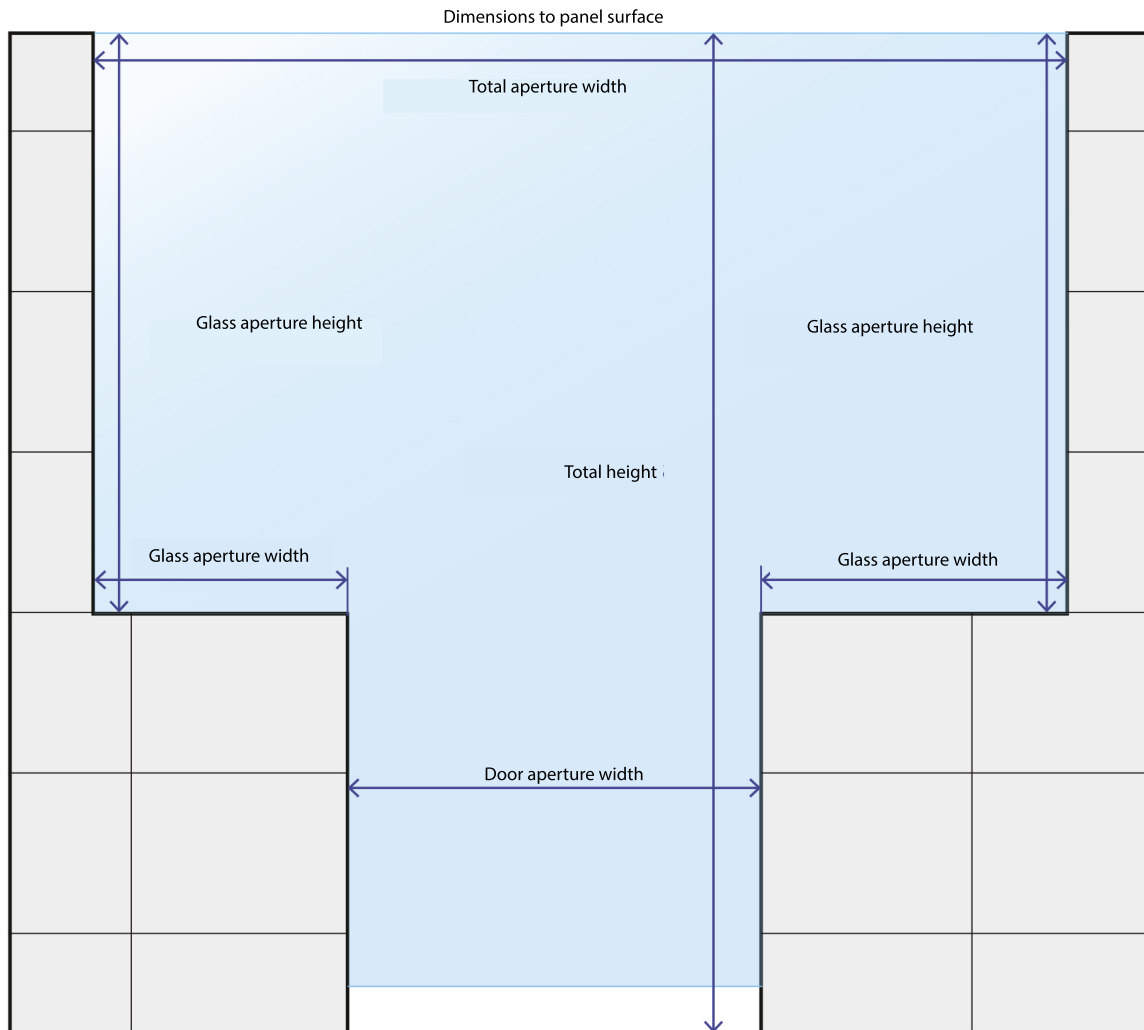 Dimensions to panel surface
Total aperture width
Glass aperture height
Glass aperture height
Total height
Glass aperture width
Glass aperture width
Door aperture width